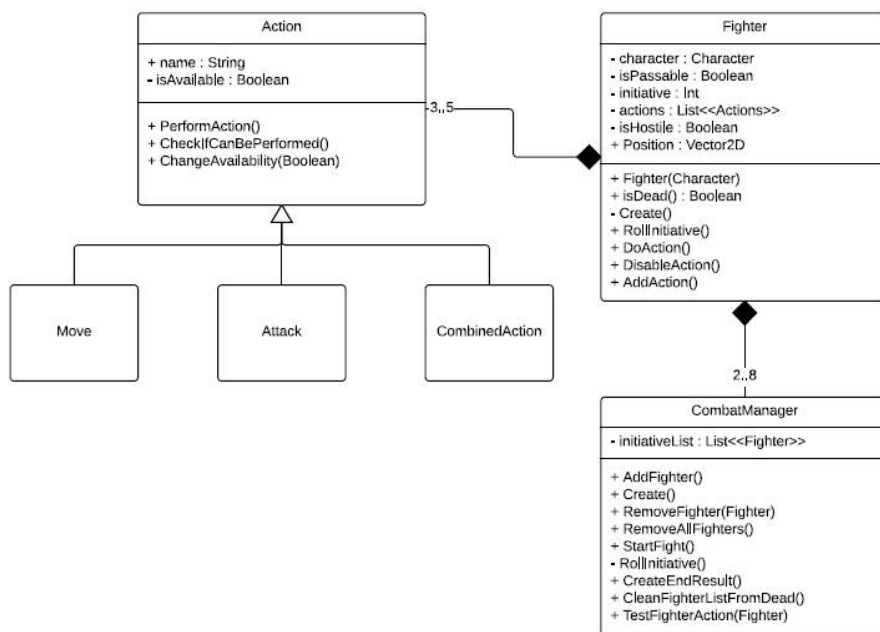 Action
+ name : String
- isAvailable : Boolean
+ PerformAction()
+ CheckIfCanBePerformed()
+ ChangeAvailability(Boolean)
Move
Attack
CombinedAction
3..5
Fighter
- character : Character
- isPassable : Boolean
- initiative : Int
- actions : List<<Actions>>
- isHostile : Boolean
+ Position : Vector2D
+ Fighter(Character)
+ isDead() : Boolean
- Create()
+ RollInitiative()
+ DoAction()
+ DisableAction()
+ AddAction()
2..8
CombatManager
- initiativeList : List<<Fighter>>
+ AddFighter()
+ Create()
+ RemoveFighter(Fighter)
+ RemoveAllFighters()
+ StartFight()
- RollInitiative()
+ CreateEndResult()
+ CleanFighterListFromDead()
+ TestFighterAction(Fighter)